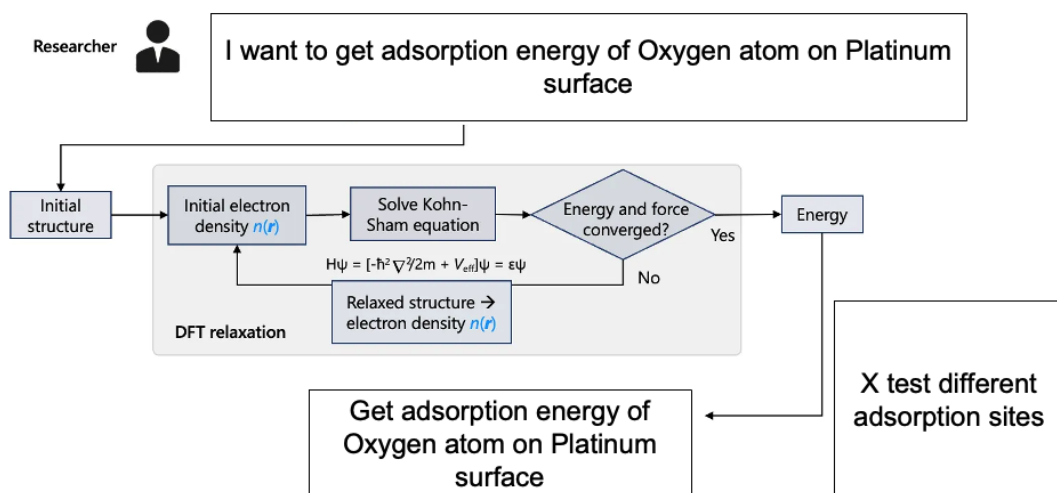 Researcher
I want to get adsorption energy of Oxygen atom on Platinum
surface
Initial
structure
Initial electron
density n(r)
Solve Kohn-
Sham equation
Energy and force
converged?
Yes
Energy
No
Hψ = [-ħ² ∇²/2m + Veff]ψ = εψ
Relaxed structure →
electron density n(r)
DFT relaxation
X test different
adsorption sites
Get adsorption energy of
Oxygen atom on Platinum
surface